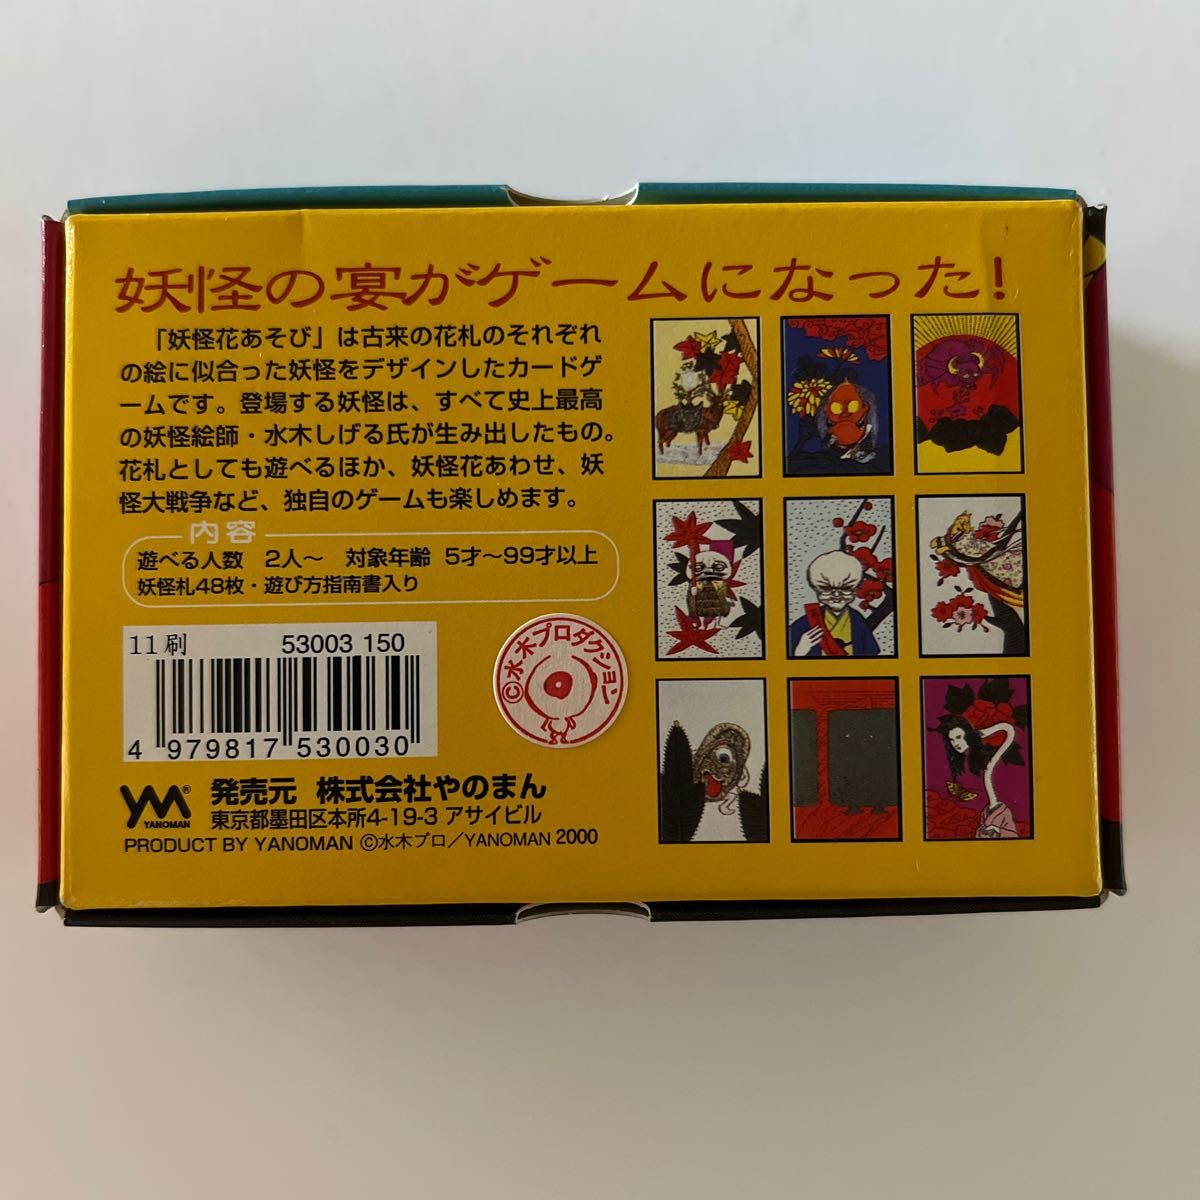 妖怪の宴がゲームになった!
「妖怪花あそび」は古来の花札のそれぞれ
の絵に似合った妖怪をデザインしたカードゲ
ームです。登場する妖怪は、すべて史上最高
の妖怪絵師・水木しげる氏が生み出したもの。
花札としても遊べるほか、妖怪花あわせ、妖
怪大戦争など、独自のゲームも楽しめます。
内容
遊べる人数 2人〜 対象年齢 5才〜99才以上
妖怪札48枚・遊び方指南書入り
11刷 53003 150
4 979817 530030
©水木プロダクション
YM®
YANOMAN
発売元 株式会社やのまん
東京都墨田区本所4-19-3 アサイビル
PRODUCT BY YANOMAN ©水木プロ/YANOMAN 2000